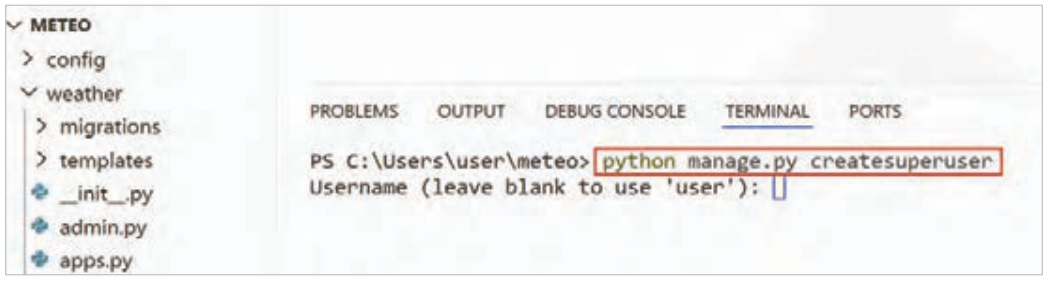 METEO
config
weather
migrations
templates
__init__.py
admin.py
apps.py
PROBLEMS OUTPUT DEBUG CONSOLE TERMINAL PORTS
PS C:\Users\user\meteo> python manage.py createsuperuser
Username (leave blank to use 'user'):